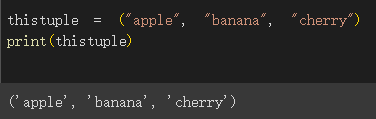 thistuple = ("apple", "banana", "cherry")
print(thistuple)
('apple', 'banana', 'cherry')